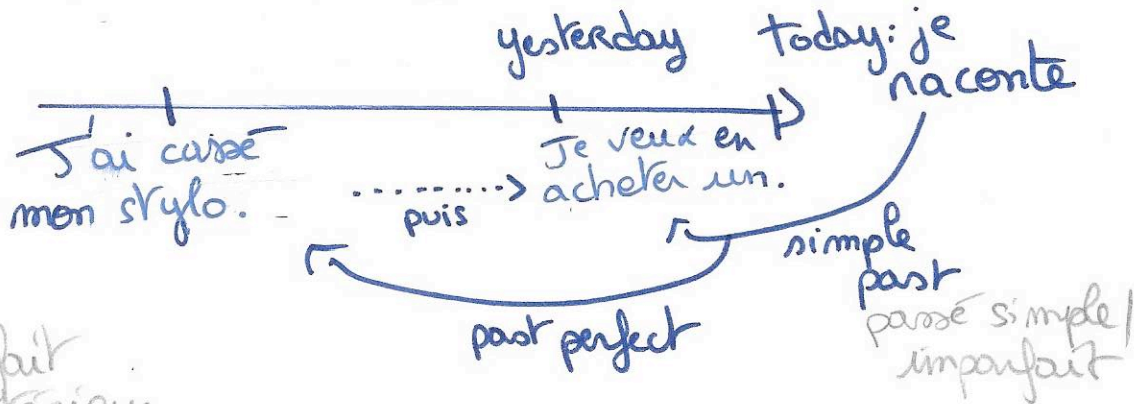 yesterday
today: je
raconte
J'ai cassé
mon stylo.
puis
Je veux en
acheter un.
simple
past
past perfect
passé simple/
imparfait
fait